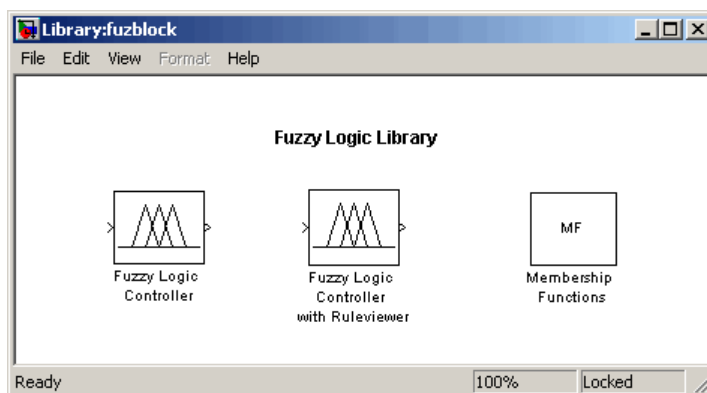 Library:fuzblock
File Edit View Format Help
Fuzzy Logic Library
Fuzzy Logic
Controller
Fuzzy Logic
Controller
with Ruleviewer
MF
Membership
Functions
Ready 100% Locked